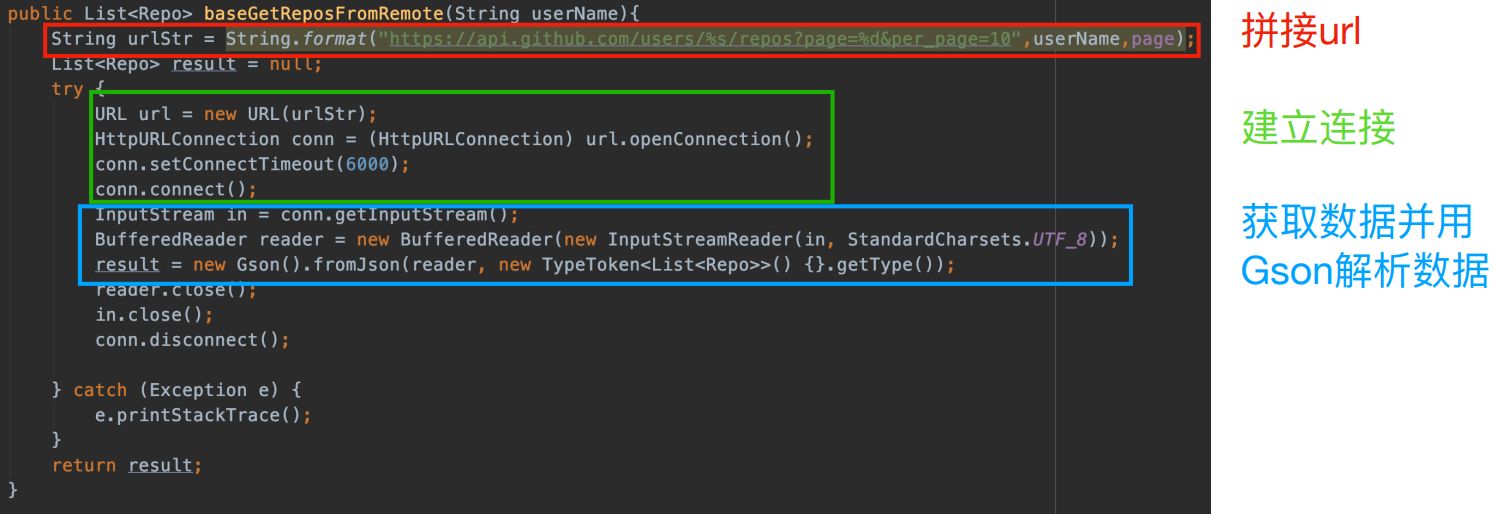 public List<Repo> baseGetReposFromRemote(String userName){
String urlStr = String.format("https://api.github.com/users/%s/repos?page=%d&per_page=10",userName,page);
List<Repo> result = null;
try {
URL url = new URL(urlStr);
HttpURLConnection conn = (HttpURLConnection) url.openConnection();
conn.setConnectTimeout(6000);
conn.connect();
InputStream in = conn.getInputStream();
BufferedReader reader = new BufferedReader(new InputStreamReader(in, StandardCharsets.UTF_8));
result = new Gson().fromJson(reader, new TypeToken<List<Repo>>() {}.getType());
reader.close();
in.close();
conn.disconnect();
} catch (Exception e) {
e.printStackTrace();
}
return result;
}
拼接url
建立连接
获取数据并用
Gson解析数据